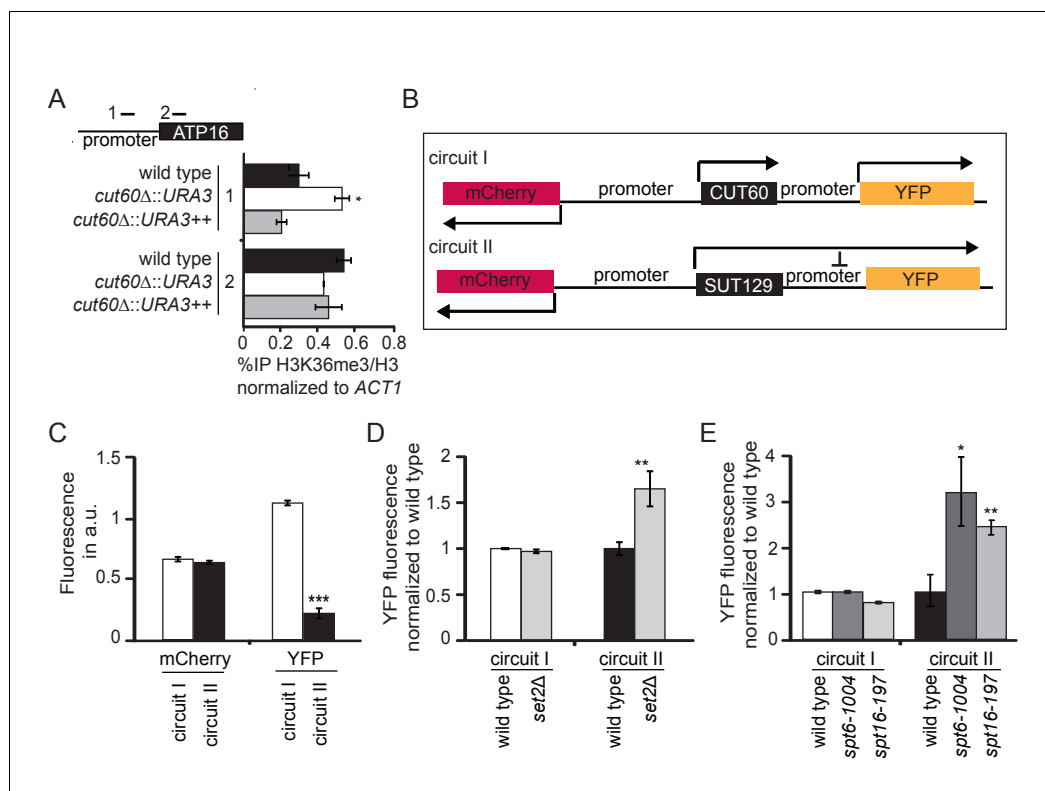 A
1 2
promoter ATP16
wild type
cut60Δ::URA3 1 *
cut60Δ::URA3++
wild type
cut60Δ::URA3 2
cut60Δ::URA3++
0 0.2 0.4 0.6 0.8
%IP H3K36me3/H3
normalized to ACT1
B
circuit I
mCherry promoter CUT60 promoter YFP
circuit II
mCherry promoter SUT129 promoter YFP
C
Fluorescence
in a.u.
1.5
1
0.5
0
***
mCherry YFP
circuit I circuit II circuit I circuit II
D
YFP fluorescence
normalized to wild type
2
1.5
1
0.5
0
**
circuit I circuit II
wild type set2Δ wild type set2Δ
E
YFP fluorescence
normalized to wild type
4
3
2
1
0
* **
circuit I circuit II
wild type spt6-1004 spt16-197 wild type spt6-1004 spt16-197